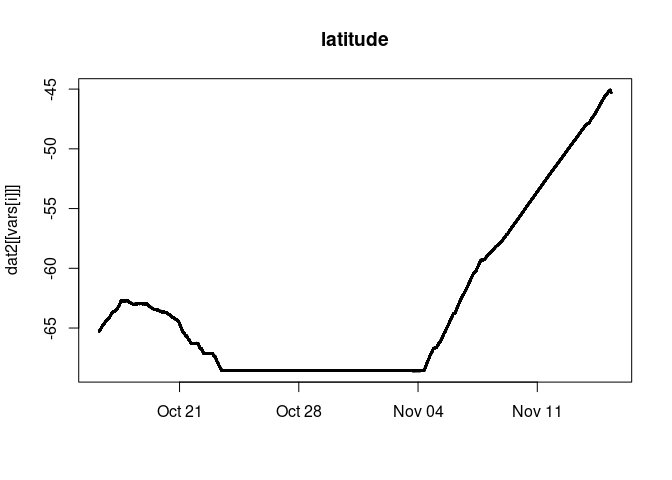 latitude
dat2[[vars[i]]]
-45
-50
-55
-60
-65
Oct 21
Oct 28
Nov 04
Nov 11